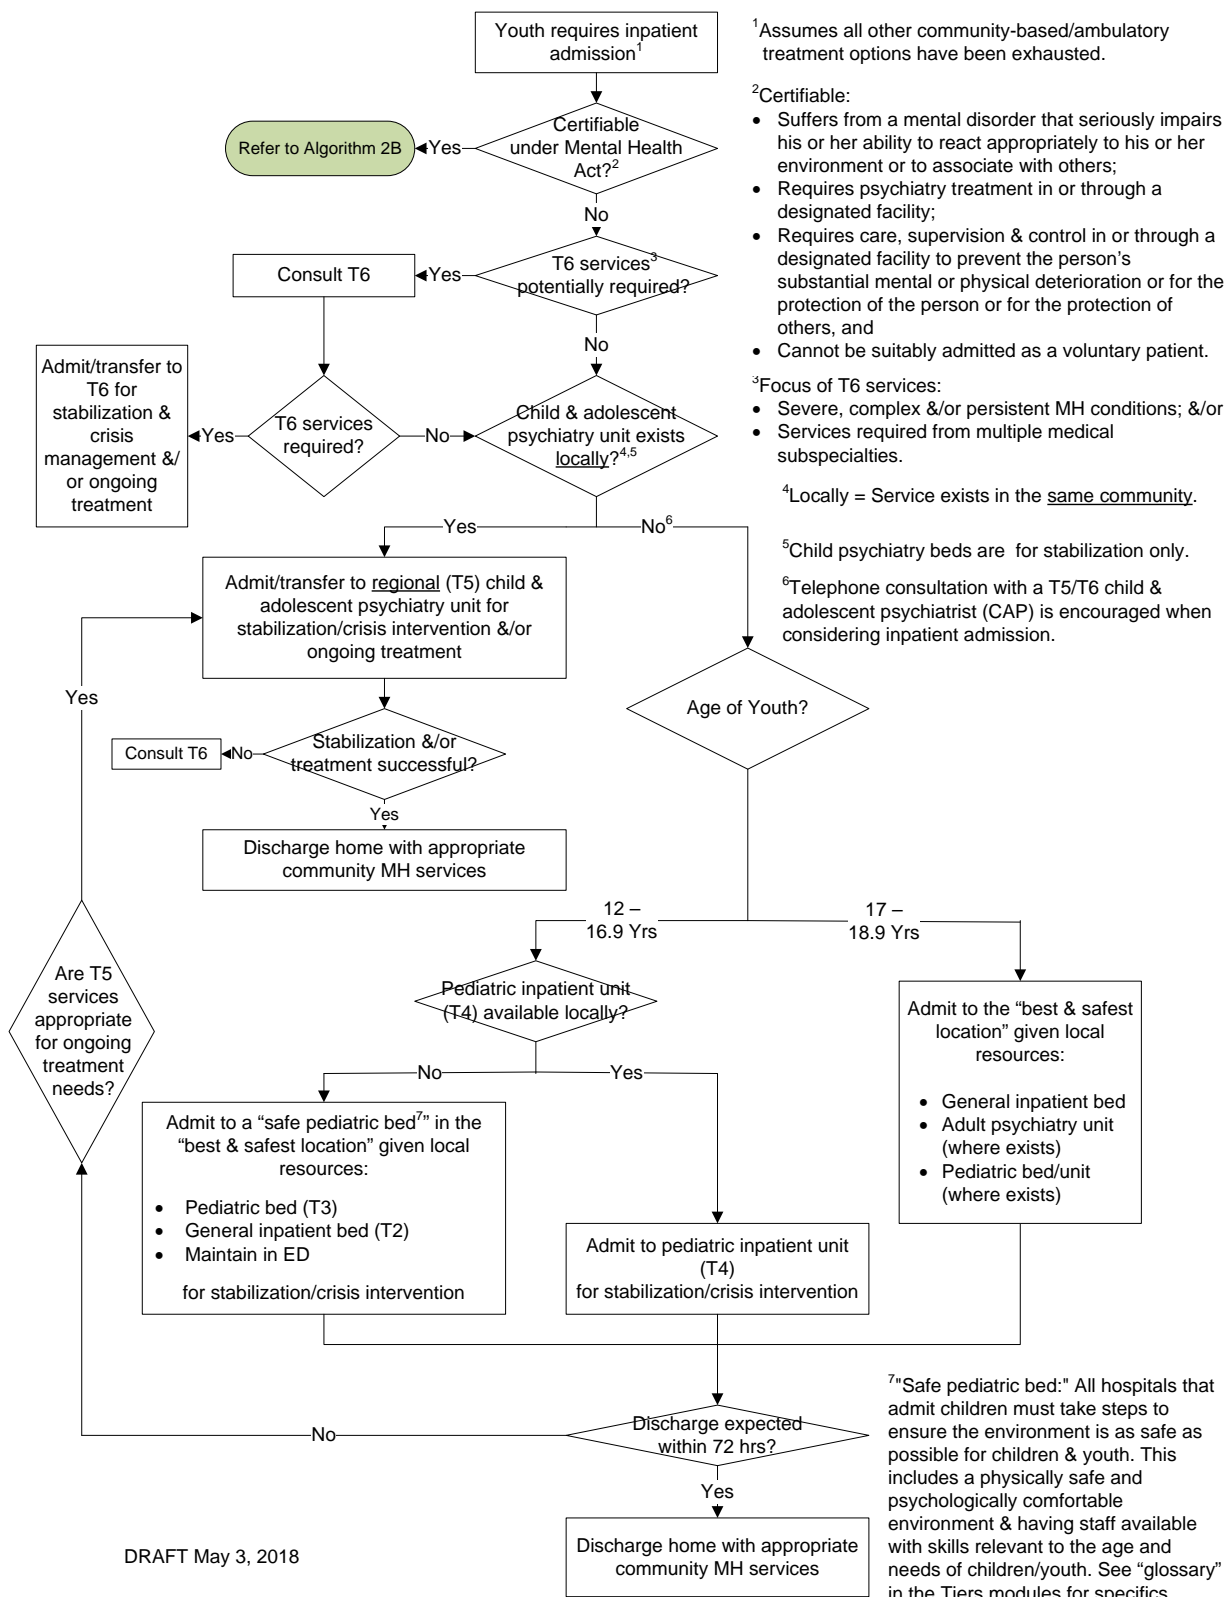 Youth requires inpatient
admission1
1Assumes all other community-based/ambulatory
treatment options have been exhausted.
2Certifiable:
• Suffers from a mental disorder that seriously impairs
his or her ability to react appropriately to his or her
environment or to associate with others;
• Requires psychiatry treatment in or through a
designated facility;
• Requires care, supervision & control in or through a
designated facility to prevent the person's
substantial mental or physical deterioration or for the
protection of the person or for the protection of
others, and
• Cannot be suitably admitted as a voluntary patient.
3Focus of T6 services:
• Severe, complex &/or persistent MH conditions; &/or
• Services required from multiple medical
subspecialties.
4Locally = Service exists in the same community.
5Child psychiatry beds are for stabilization only.
6Telephone consultation with a T5/T6 child &
adolescent psychiatrist (CAP) is encouraged when
considering inpatient admission.
Certifiable
under Mental Health
Act?2
Yes
Refer to Algorithm 2B
No
T6 services3
potentially required?
Yes
Consult T6
No
T6 services
required?
Yes
Admit/transfer to
T6 for
stabilization &
crisis
management &/
or ongoing
treatment
No
Child & adolescent
psychiatry unit exists
locally?4,5
Yes
No6
Admit/transfer to regional (T5) child &
adolescent psychiatry unit for
stabilization/crisis intervention &/or
ongoing treatment
Stabilization &/or
treatment successful?
No
Consult T6
Yes
Discharge home with appropriate
community MH services
Age of Youth?
12 –
16.9 Yrs
17 –
18.9 Yrs
Pediatric inpatient unit
(T4) available locally?
No
Yes
Admit to a "safe pediatric bed7" in the
"best & safest location" given local
resources:
• Pediatric bed (T3)
• General inpatient bed (T2)
• Maintain in ED
for stabilization/crisis intervention
Admit to pediatric inpatient unit
(T4)
for stabilization/crisis intervention
Admit to the "best & safest
location" given local
resources:
• General inpatient bed
• Adult psychiatry unit
(where exists)
• Pediatric bed/unit
(where exists)
Discharge expected
within 72 hrs?
No
Are T5
services
appropriate
for ongoing
treatment
needs?
Yes
Yes
Discharge home with appropriate
community MH services
7"Safe pediatric bed:" All hospitals that
admit children must take steps to
ensure the environment is as safe as
possible for children & youth. This
includes a physically safe and
psychologically comfortable
environment & having staff available
with skills relevant to the age and
needs of children/youth. See "glossary"
in the Tiers modules for specifics
DRAFT May 3, 2018